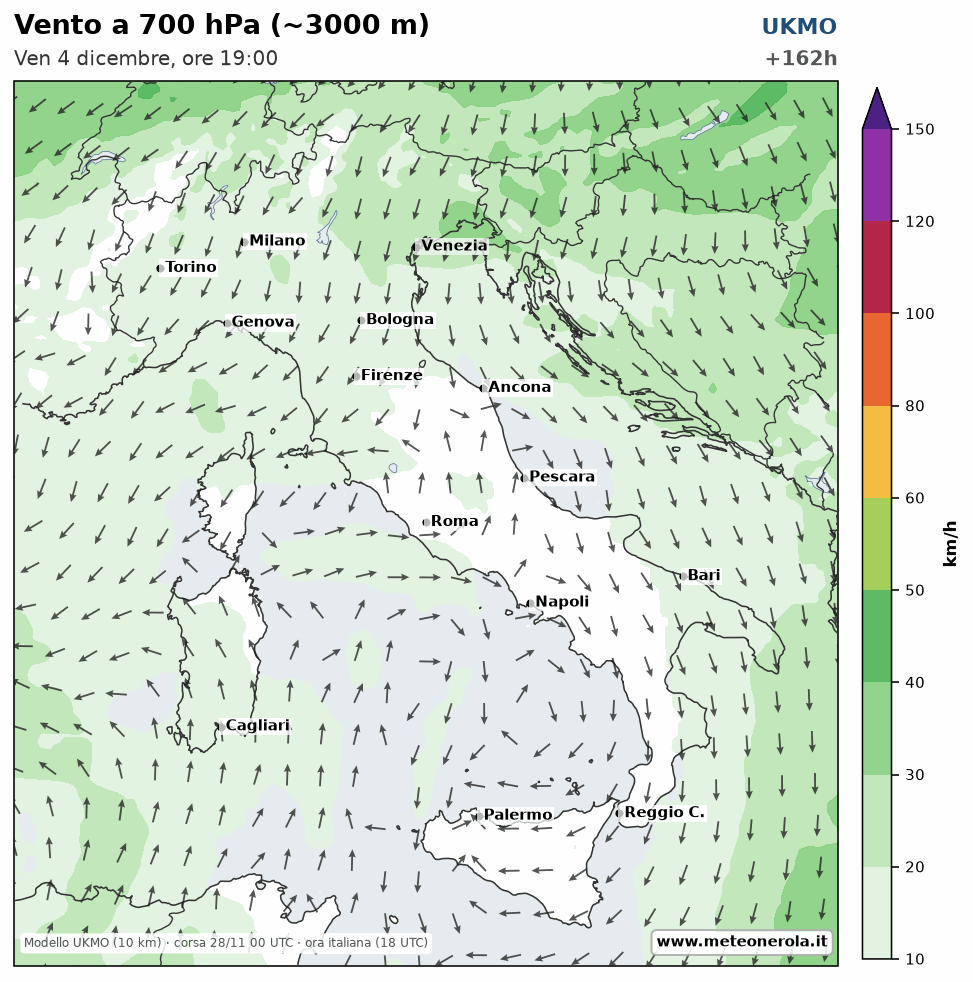 Vento a 700 hPa (~3000 m)
UKMO
Ven 4 dicembre, ore 19:00
+162h
150
120
100
80
60
50
40
30
20
10
km/h
Milano
Venezia
Torino
Genova
Bologna
Firenze
Ancona
Pescara
Roma
Bari
Napoli
Cagliari
Palermo
Reggio C.
Modello UKMO (10 km) · corsa 28/11 00 UTC · ora italiana (18 UTC)
www.meteonerola.it